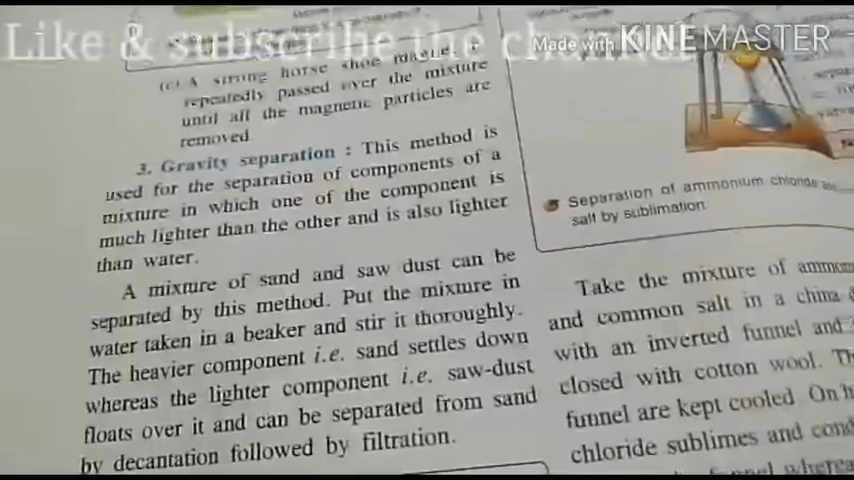 Like & subscribe the chann
Made with KINEMASTER
(c) A strong horse shoe magnet is
repeatedly passed over the mixture
until all the magnetic particles are
removed.
3. Gravity separation : This method is
used for the separation of components of a
mixture in which one of the component is
much lighter than the other and is also lighter
than water.
A mixture of sand and saw dust can be
separated by this method. Put the mixture in
water taken in a beaker and stir it thoroughly.
The heavier component i.e. sand settles down
whereas the lighter component i.e. saw-dust
floats over it and can be separated from sand
by decantation followed by filtration.
Separation of ammonium chloride and
salt by sublimation.
Take the mixture of ammon
and common salt in a china
with an inverted funnel and
closed with cotton wool. Th
funnel are kept cooled. On h
chloride sublimes and cond
funnel whereas